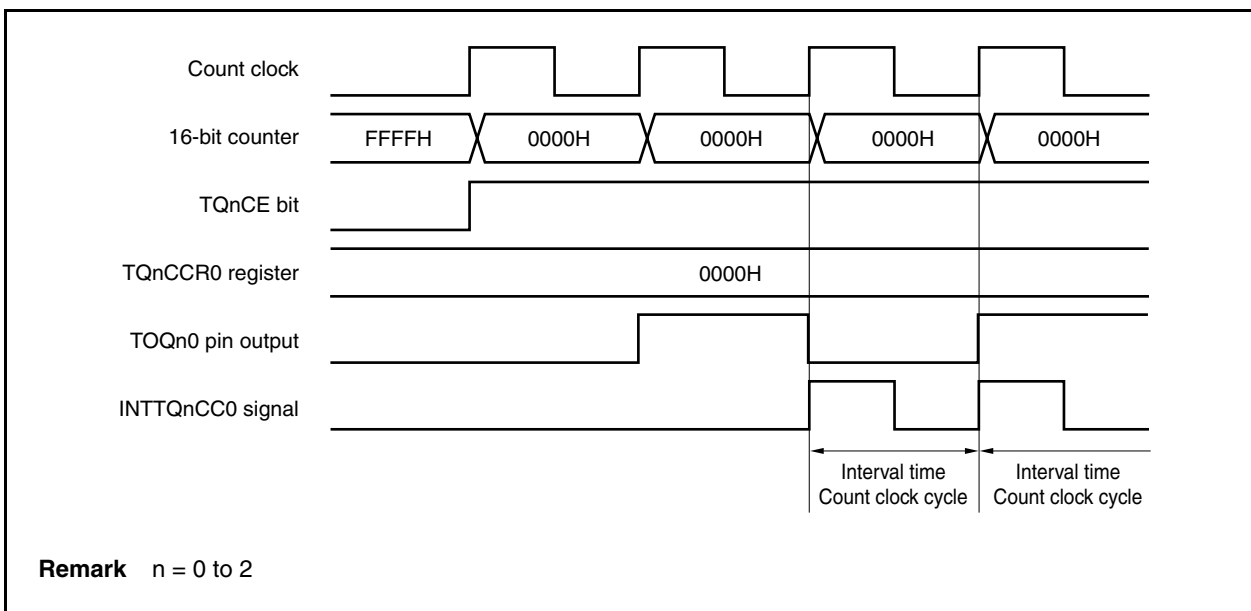 Count clock
16-bit counter
FFFFH
0000H
0000H
0000H
0000H
TQnCE bit
TQnCCR0 register
0000H
TOQn0 pin output
INTTQnCC0 signal
Interval time
Count clock cycle
Interval time
Count clock cycle
Remark n = 0 to 2